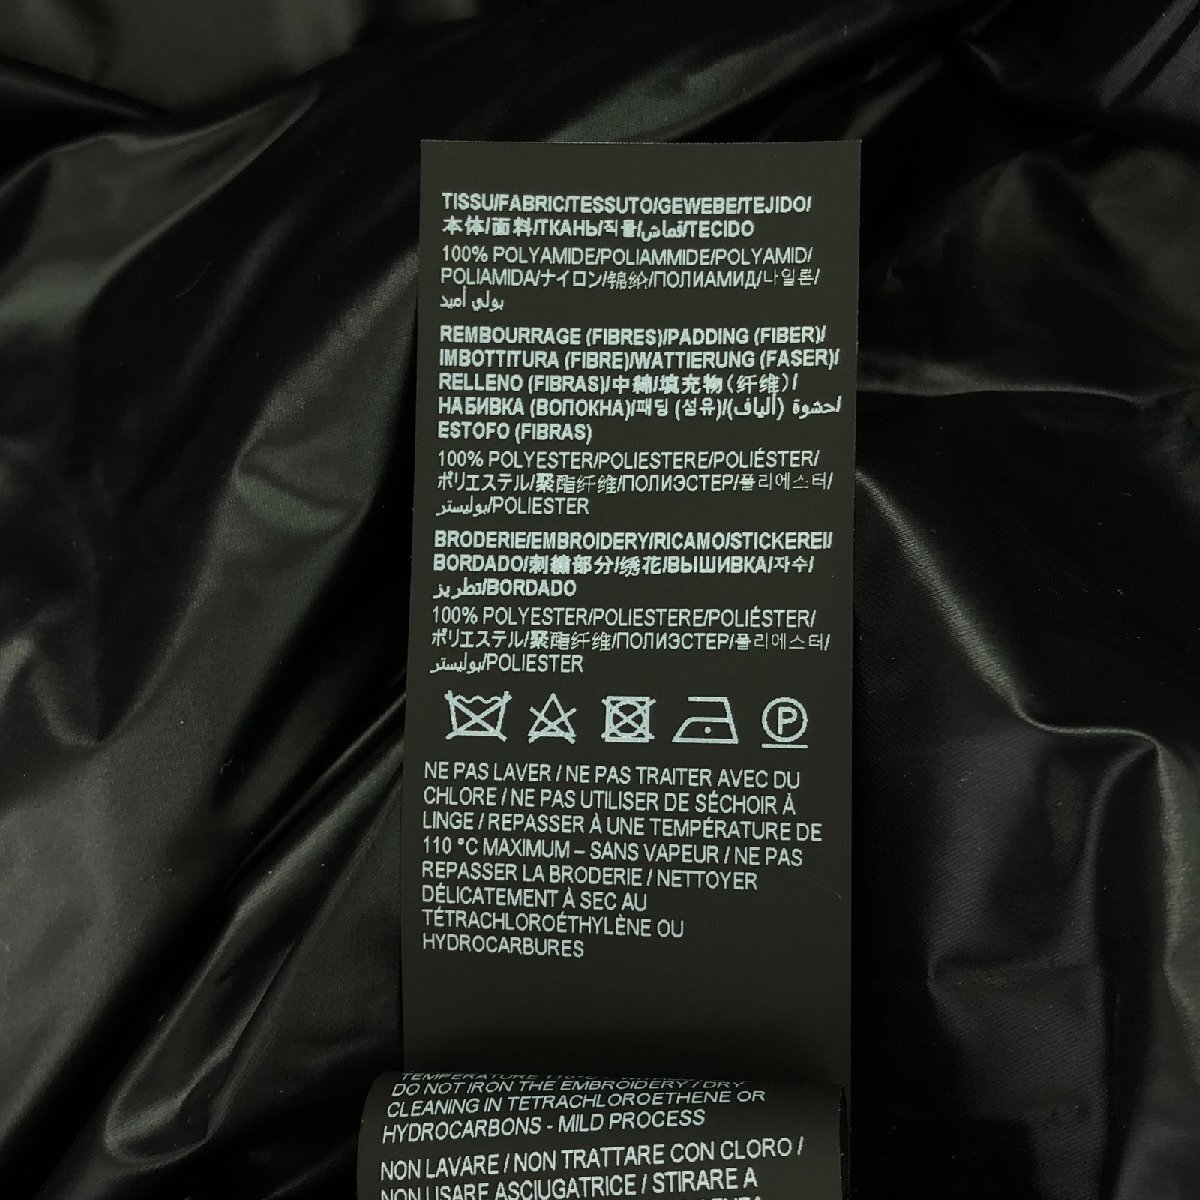 TISSU/FABRIC/TESSUTO/GEWEBE/TEJIDO/
本体/面料/ТКАНЬ/직물/قماش/TECIDO
100% POLYAMIDE/POLIAMMIDE/POLYAMID/
POLIAMIDA/ナイロン/锦纶/ПОЛИАМИД/나일론/
بولي أميد
REMBOURRAGE (FIBRES)/PADDING (FIBER)/
IMBOTTITURA (FIBRE)/WATTIERUNG (FASER)/
RELLENO (FIBRAS)/中綿/填充物 (纤维)/
НАБИВКА (ВОПОКНА)/패딩 (섬유)/حشوة (ألياف)/
ESTOFO (FIBRAS)
100% POLYESTER/POLIESTERE/POLIÉSTER/
ポリエステル/聚酯纤维/ПОЛИЭСТЕР/폴리에스터/
بوليستر/POLIESTER
BRODERIE/EMBROIDERY/RICAMO/STICKEREI/
BORDADO/刺繍部分/绣花/ВЫШИВКА/자수/
تطريز/BORDADO
100% POLYESTER/POLIESTERE/POLIÉSTER/
ポリエステル/聚酯纤维/ПОЛИЭСТЕР/폴리에스터/
بوليستر/POLIESTER
P
NE PAS LAVER / NE PAS TRAITER AVEC DU
CHLORE / NE PAS UTILISER DE SÉCHOIR À
LINGE / REPASSER À UNE TEMPÉRATURE DE
110 °C MAXIMUM – SANS VAPEUR / NE PAS
REPASSER LA BRODERIE / NETTOYER
DÉLICATEMENT À SEC AU
TÉTRACHLOROÉTHYLÈNE OU
HYDROCARBURES
TEMPERATURE
DO NOT IRON THE EMBROIDERY / DRY
CLEANING IN TETRACHLOROETHENE OR
HYDROCARBONS - MILD PROCESS
NON LAVARE / NON TRATTARE CON CLORO /
NON USARE ASCIUGATRICE / STIRARE A